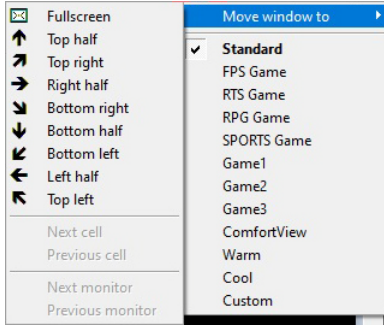 Fullscreen
Top half
Top right
Right half
Bottom right
Bottom half
Bottom left
Left half
Top left
Next cell
Previous cell
Next monitor
Previous monitor
Move window to
Standard
FPS Game
RTS Game
RPG Game
SPORTS Game
Game1
Game2
Game3
ComfortView
Warm
Cool
Custom